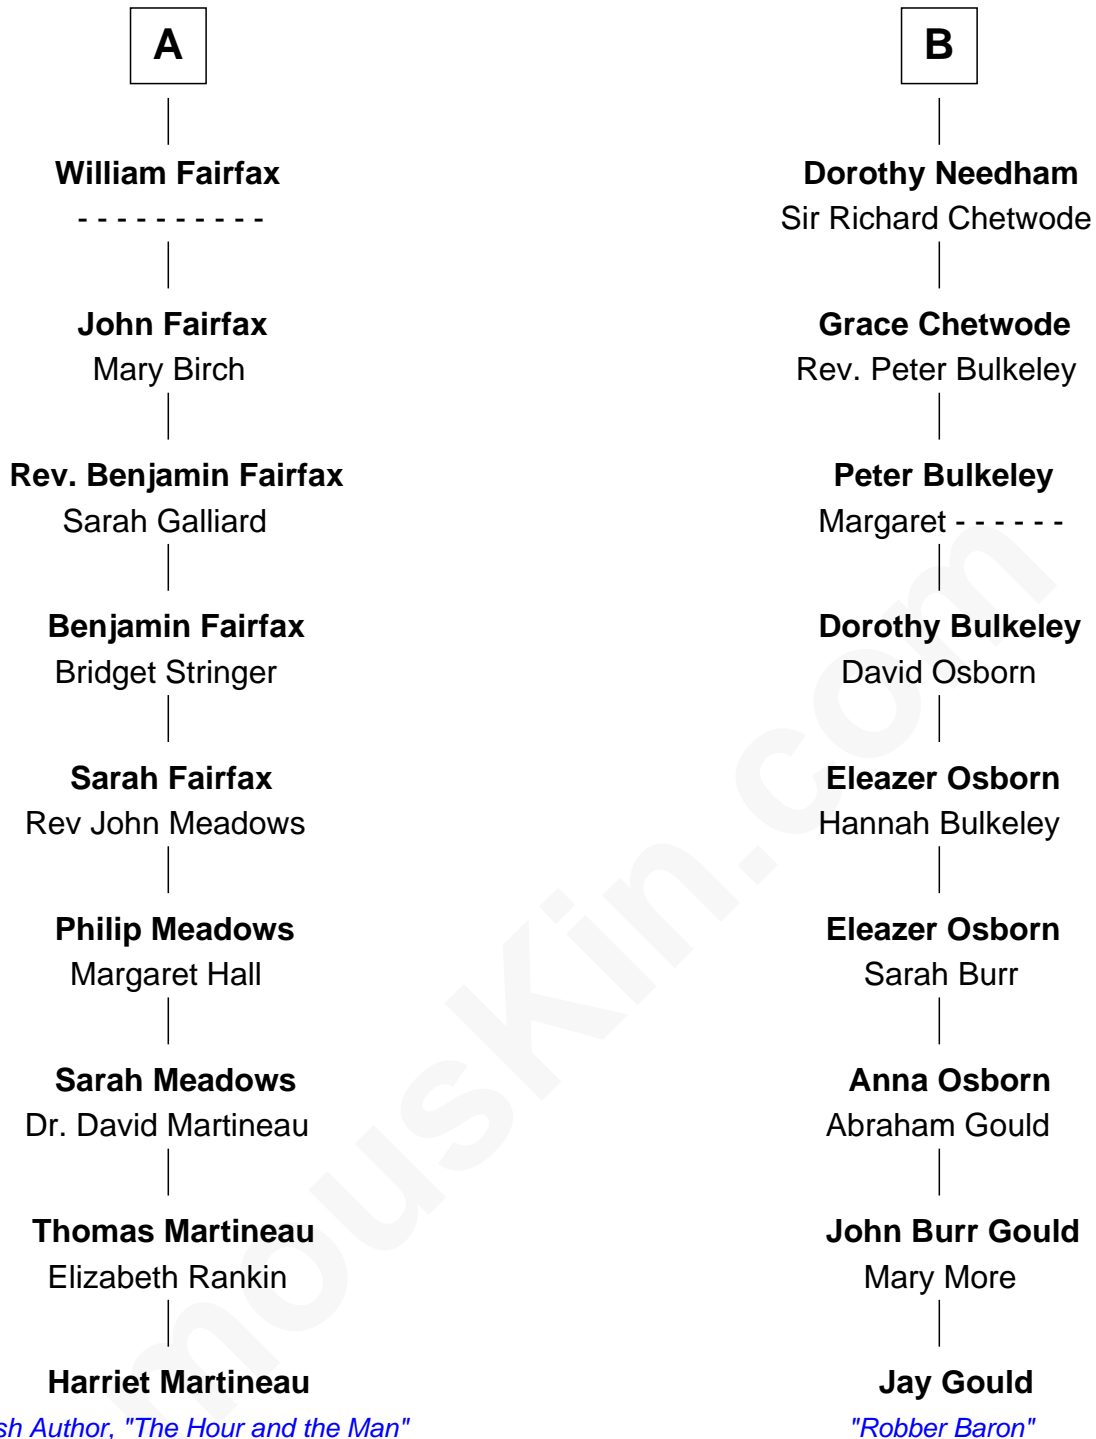 A
William Fairfax
- - - - - - - - - -
John Fairfax
Mary Birch
Rev. Benjamin Fairfax
Sarah Galliard
Benjamin Fairfax
Bridget Stringer
Sarah Fairfax
Rev John Meadows
Philip Meadows
Margaret Hall
Sarah Meadows
Dr. David Martineau
Thomas Martineau
Elizabeth Rankin
Harriet Martineau
sh Author, "The Hour and the Man"
B
Dorothy Needham
Sir Richard Chetwode
Grace Chetwode
Rev. Peter Bulkeley
Peter Bulkeley
Margaret - - - - - -
Dorothy Bulkeley
David Osborn
Eleazer Osborn
Hannah Bulkeley
Eleazer Osborn
Sarah Burr
Anna Osborn
Abraham Gould
John Burr Gould
Mary More
Jay Gould
"Robber Baron"
mouskin.com